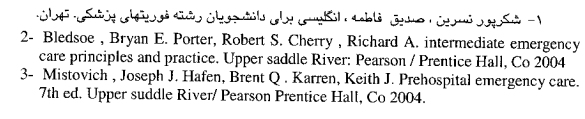 ۱- شکرپور نسرین ، صدیق فاطمه ، انگلیسی برای دانشجویان رشته فوریتهای پزشکی. تهران.
2- Bledsoe , Bryan E. Porter, Robert S. Cherry , Richard A. intermediate emergency
care principles and practice. Upper saddle River: Pearson / Prentice Hall, Co 2004
3- Mistovich , Joseph J. Hafen, Brent Q . Karren, Keith J. Prehospital emergency care.
7th ed. Upper suddle River/ Pearson Prentice Hall, Co 2004.